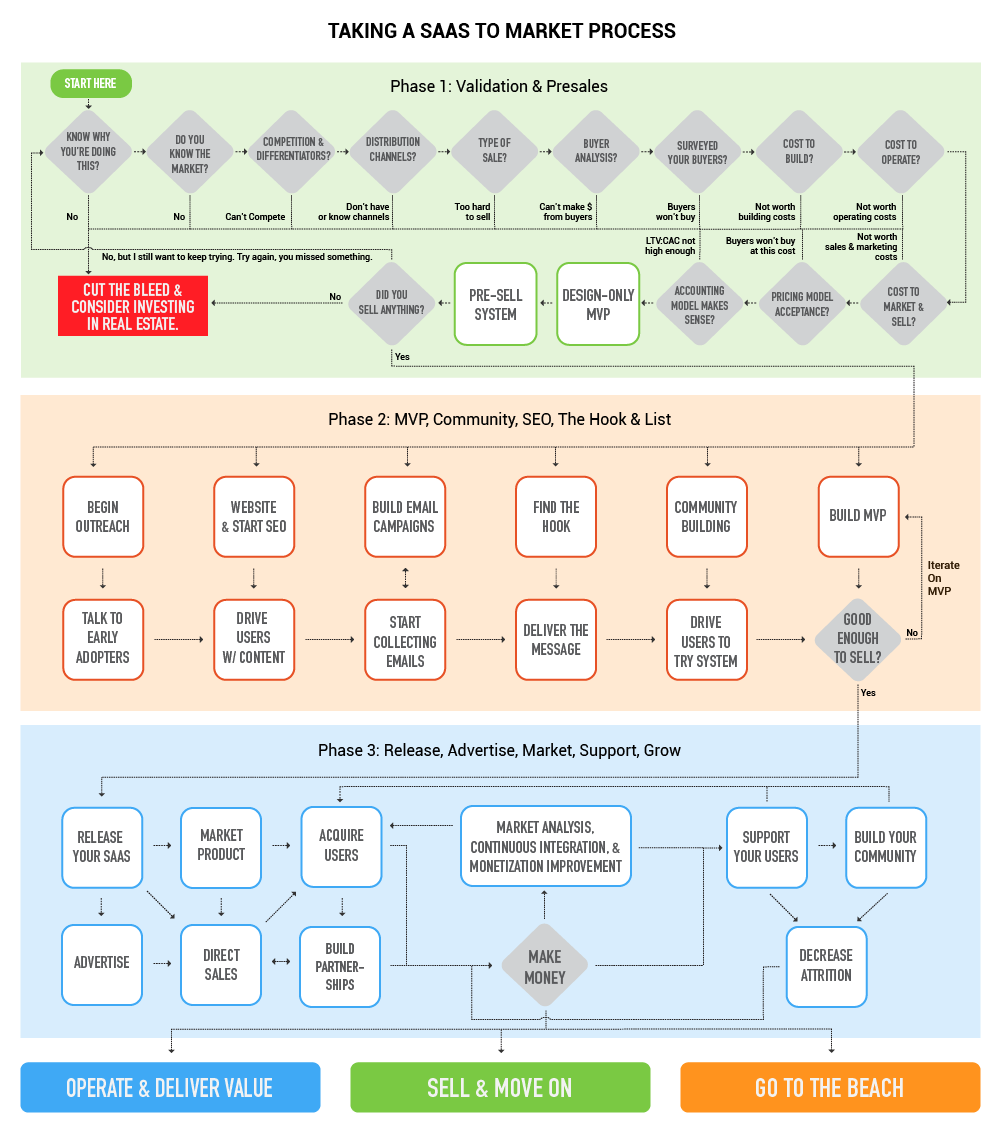 TAKING A SAAS TO MARKET PROCESS
Phase 1: Validation & Presales
START HERE
KNOW WHY
YOU'RE DOING
THIS?
DO YOU
KNOW THE
MARKET?
COMPETITION &
DIFFERENTIATORS?
DISTRIBUTION
CHANNELS?
TYPE OF
SALE?
BUYER
ANALYSIS?
SURVEYED
YOUR BUYERS?
COST TO
BUILD?
COST TO
OPERATE?
No
No
Can't Compete
Don't have
or know channels
Too hard
to sell
Can't make $
from buyers
Buyers
won't buy
Not worth
building costs
Not worth
operating costs
LTV:CAC not
high enough
Buyers won't buy
at this cost
Not worth
sales & marketing
costs
No, but I still want to keep trying. Try again, you missed something.
CUT THE BLEED &
CONSIDER INVESTING
IN REAL ESTATE.
No
DID YOU
SELL ANYTHING?
PRE-SELL
SYSTEM
DESIGN-ONLY
MVP
ACCOUNTING
MODEL MAKES
SENSE?
PRICING MODEL
ACCEPTANCE?
COST TO
MARKET &
SELL?
Yes
Phase 2: MVP, Community, SEO, The Hook & List
BEGIN
OUTREACH
WEBSITE
& START SEO
BUILD EMAIL
CAMPAIGNS
FIND THE
HOOK
COMMUNITY
BUILDING
BUILD MVP
Iterate
On
MVP
TALK TO
EARLY
ADOPTERS
DRIVE
USERS
W/ CONTENT
START
COLLECTING
EMAILS
DELIVER THE
MESSAGE
DRIVE
USERS TO
TRY SYSTEM
GOOD
ENOUGH
TO SELL?
No
Yes
Phase 3: Release, Advertise, Market, Support, Grow
RELEASE
YOUR SAAS
MARKET
PRODUCT
ACQUIRE
USERS
MARKET ANALYSIS,
CONTINUOUS INTEGRATION, &
MONETIZATION IMPROVEMENT
SUPPORT
YOUR USERS
BUILD YOUR
COMMUNITY
ADVERTISE
DIRECT
SALES
BUILD
PARTNER-
SHIPS
MAKE
MONEY
DECREASE
ATTRITION
OPERATE & DELIVER VALUE
SELL & MOVE ON
GO TO THE BEACH